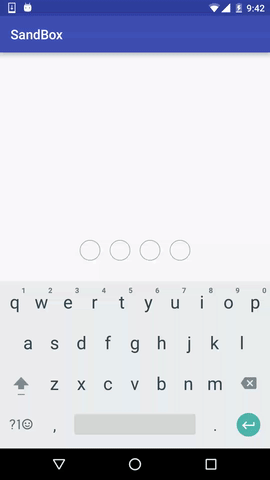 9:42
SandBox
1 2 3 4 5 6 7 8 9 0
q w e r t y u i o p
a s d f g h j k l
z x c v b n m
?1☺ , .